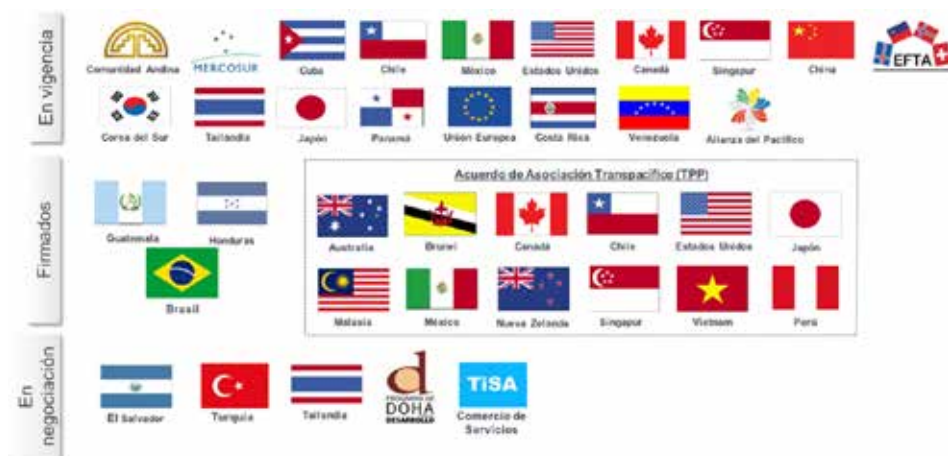 En vigencia
Comunidad Andina
MERCOSUR
Cuba
Chile
México
Estados Unidos
Canadá
Singapur
China
EFTA
Corea del Sur
Tailandia
Japón
Panamá
Unión Europea
Costa Rica
Venezuela
Alianza del Pacífico
Firmados
Guatemala
Honduras
Brasil
Acuerdo de Asociación Transpacífico (TPP)
Australia
Brunei
Canadá
Chile
Estados Unidos
Japón
Malasia
México
Nueva Zelanda
Singapur
Vietnam
Perú
En
negociación
El Salvador
Turquía
Tailandia
PROGRAMA DE
DOHA
DESARROLLO
TiSA
Comercio de
Servicios